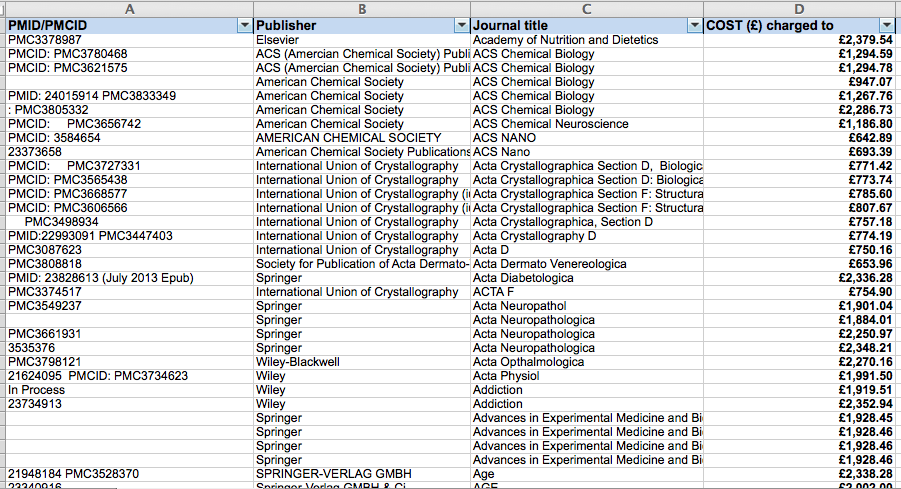 A B C D
PMID/PMCID Publisher Journal title COST (£) charged to
PMC3378987 Elsevier Academy of Nutrition and Dietetics £2,379.54
PMCID: PMC3780468 ACS (Amercian Chemical Society) Publi ACS Chemical Biology £1,294.59
PMCID: PMC3621575 ACS (Amercian Chemical Society) Publi ACS Chemical Biology £1,294.78
American Chemical Society ACS Chemical Biology £947.07
PMID: 24015914 PMC3833349 American Chemical Society ACS Chemical Biology £1,267.76
: PMC3805332 American Chemical Society ACS Chemical Biology £2,286.73
PMCID: PMC3656742 American Chemical Society ACS Chemical Neuroscience £1,186.80
PMCID: 3584654 AMERICAN CHEMICAL SOCIETY ACS NANO £642.89
23373658 American Chemical Society Publications ACS Nano £693.39
PMCID: PMC3727331 International Union of Crystallography Acta Crystallographica Section D, Biologic £771.42
PMCID: PMC3565438 International Union of Crystallography Acta Crystallographica Section D: Biologica £773.74
PMCID: PMC3668577 International Union of Crystallography (i Acta Crystallographica Section F: Structura £785.60
PMCID: PMC3606566 International Union of Crystallography (i Acta Crystallographica Section F: Structura £807.67
PMC3498934 International Union of Crystallography Acta Crystallographica, Section D £757.18
PMID:22993091 PMC3447403 International Union of Crystallography Acta Crystallography D £774.19
PMC3087623 International Union of Crystallography Acta D £750.16
PMC3808818 Society for Publication of Acta Dermato- Acta Dermato Venereologica £653.96
PMID: 23828613 (July 2013 Epub) Springer Acta Diabetologica £2,336.28
PMC3374517 International Union of Crystallography ACTA F £754.90
PMC3549237 Springer Acta Neuropathol £1,901.04
Springer Acta Neuropathologica £1,884.01
PMC3661931 Springer Acta Neuropathologica £2,250.97
3535376 Springer Acta Neuropathologica £2,348.21
PMC3798121 Wiley-Blackwell Acta Opthalmologica £2,270.16
21624095 PMCID: PMC3734623 Wiley Acta Physiol £1,991.50
In Process Wiley Addiction £1,919.51
23734913 Wiley Addiction £2,352.94
Springer Advances in Experimental Medicine and Bi £1,928.45
Springer Advances in Experimental Medicine and Bi £1,928.46
Springer Advances in Experimental Medicine and Bi £1,928.46
Springer Advances in Experimental Medicine and Bi £1,928.46
21948184 PMC3528370 SPRINGER-VERLAG GMBH Age £2,338.28
AGE